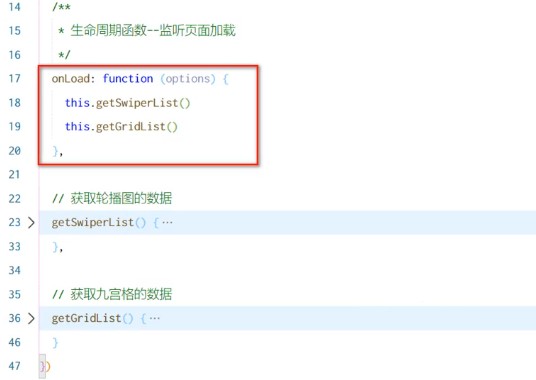 14 /**
15 * 生命周期函数--监听页面加载
16 */
17 onLoad: function (options) {
18 this.getSwiperList()
19 this.getGridList()
20 },
21
22 // 获取轮播图的数据
23 getSwiperList() { ···
33 },
34
35 // 获取九宫格的数据
36 getGridList() { ···
46 }
47 })